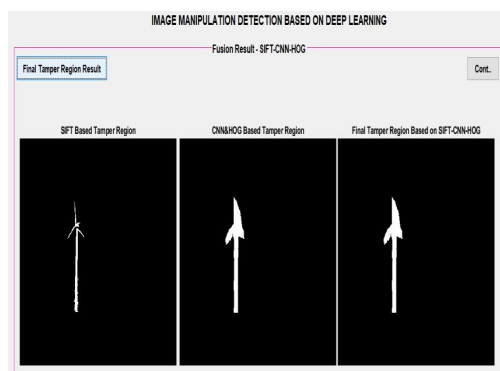 IMAGE MANIPULATION DETECTION BASED ON DEEP LEARNING
Fusion Result - SIFT-CNN-HOG
Final Tamper Region Result
Cont..
SIFT Based Tamper Region
CNN&HOG Based Tamper Region
Final Tamper Region Based on SIFT-CNN-HOG